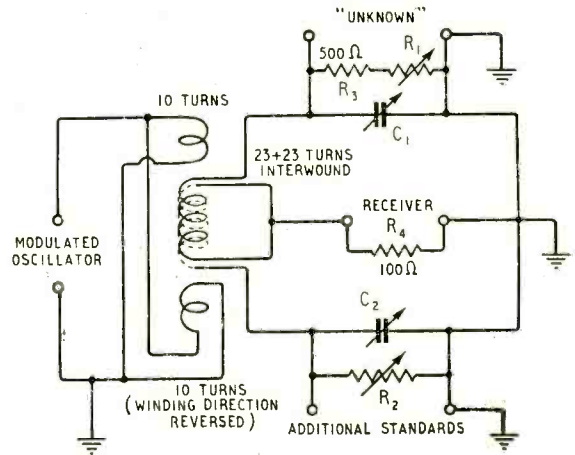 "UNKNOWN"
500 Ω
R1
R3
10 TURNS
C1
23+23 TURNS
INTERWOUND
RECEIVER
R4
100Ω
MODULATED
OSCILLATOR
C2
10 TURNS
(WINDING DIRECTION
REVERSED)
R2
ADDITIONAL STANDARDS